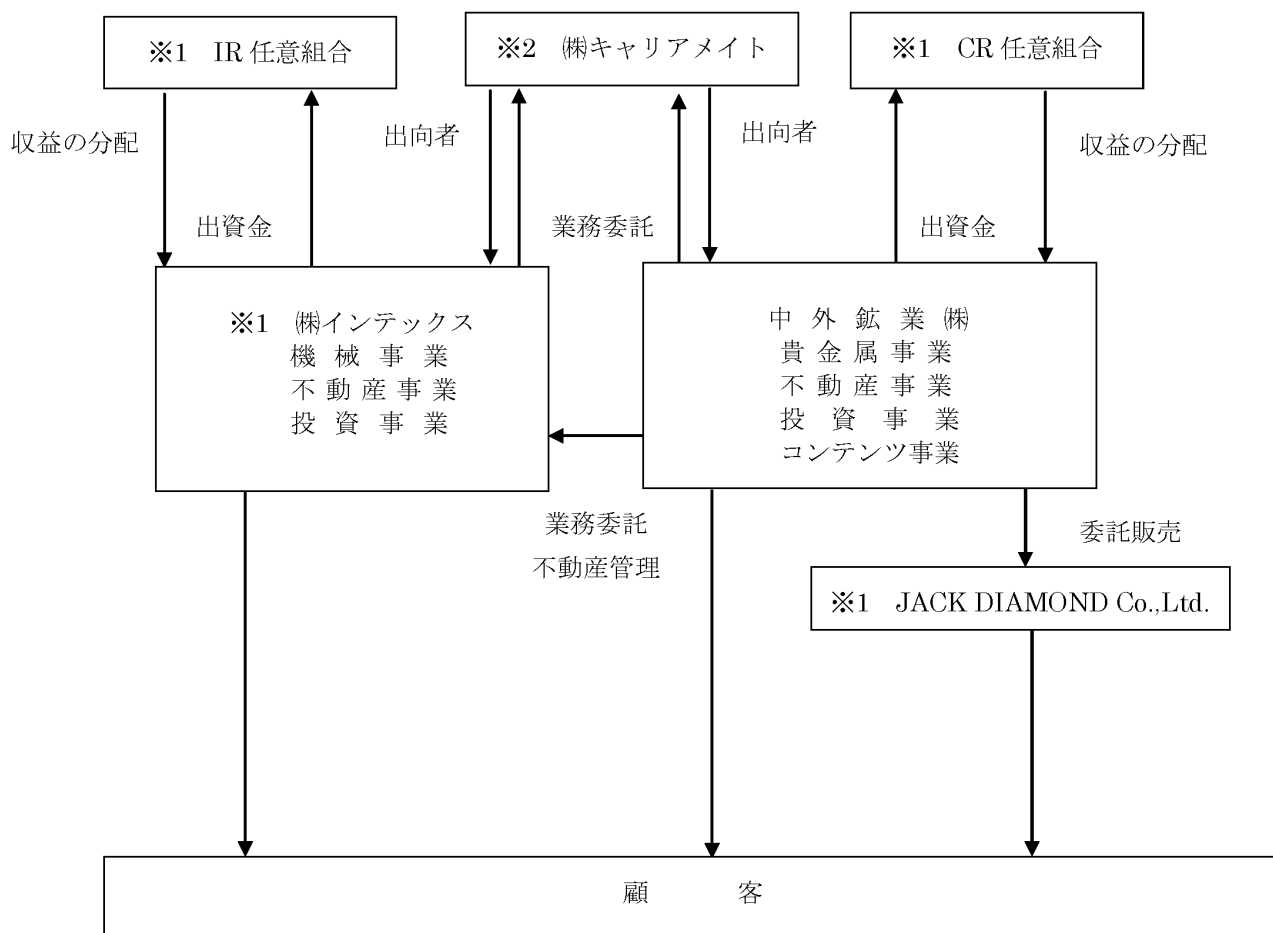 ※1 IR 任意組合
※2 ㈱キャリアメイト
※1 CR 任意組合
収益の分配
出向者
出向者
収益の分配
出資金
業務委託
出資金
※1 ㈱インテックス
機械事業
不動産事業
投資事業
中外鉱業㈱
貴金属事業
不動産事業
投資事業
コンテンツ事業
業務委託
不動産管理
委託販売
※1 JACK DIAMOND Co.,Ltd.
顧客